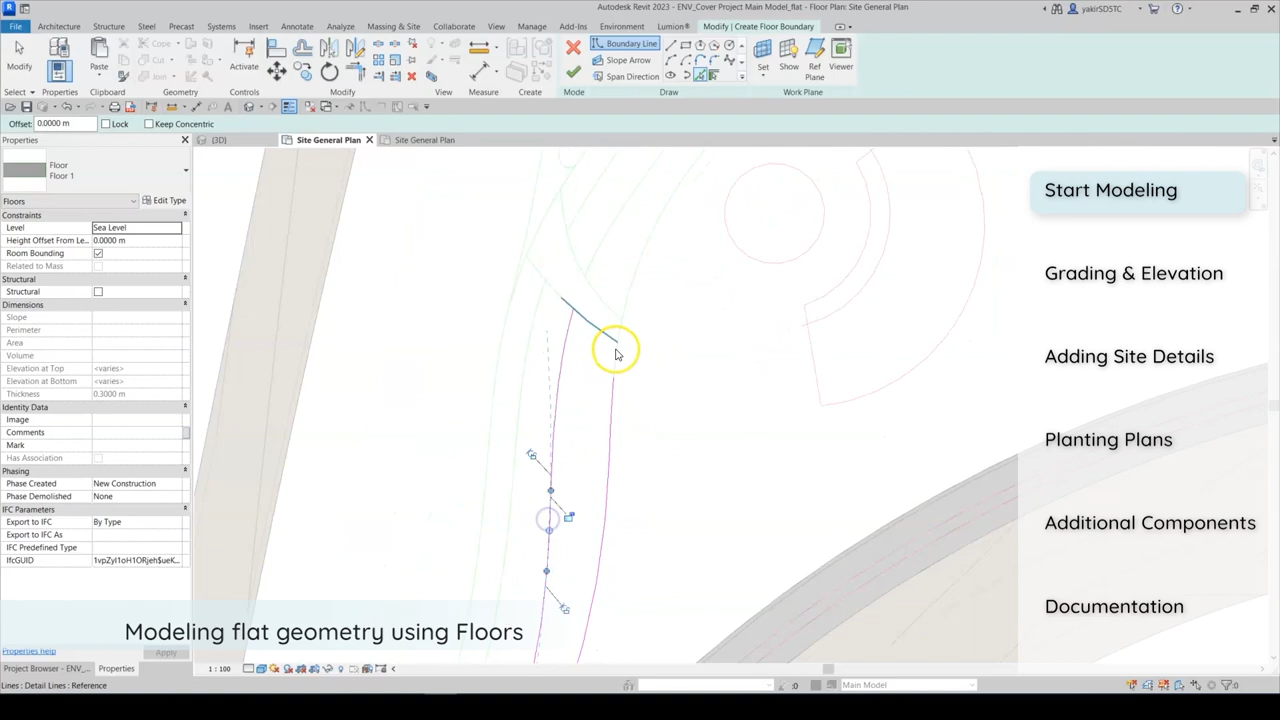 Autodesk Revit 2023 - ENV_Cover Project Main Model_flat - Floor Plan: Site General Plan
yakirSDSTC
File Architecture Structure Steel Precast Systems Insert Annotate Analyze Massing & Site Collaborate View Manage Add-Ins Environment Lumion® Modify | Create Floor Boundary
Modify
Paste
Cope
Cut
Join
Activate
Boundary Line
Slope Arrow
Span Direction
Set
Show
Ref
Plane
Viewer
Select Properties Clipboard Geometry Controls Modify View Measure Create Mode Draw Work Plane
Offset: 0.0000 m Lock Keep Concentric
Properties
(3D)
Site General Plan
Site General Plan
Floor
Floor 1
Floors
Edit Type
Constraints
Level Sea Level
Height Offset From Le... 0.0000 m
Room Bounding
Related to Mass
Structural
Structural
Dimensions
Slope
Perimeter
Area
Volume
Elevation at Top <varies>
Elevation at Bottom <varies>
Thickness 0.3000 m
Identity Data
Image
Comments
Mark
Has Association
Phasing
Phase Created New Construction
Phase Demolished None
IFC Parameters
Export to IFC By Type
Export to IFC As
IFC Predefined Type
IfcGUID 1vpZyI1oH1ORjeh$ueK...
Properties help
Apply
Project Browser - ENV_... Properties
1 : 100
Lines : Detail Lines : Reference
:0
Main Model
:0
Modeling flat geometry using Floors
Start Modeling
Grading & Elevation
Adding Site Details
Planting Plans
Additional Components
Documentation